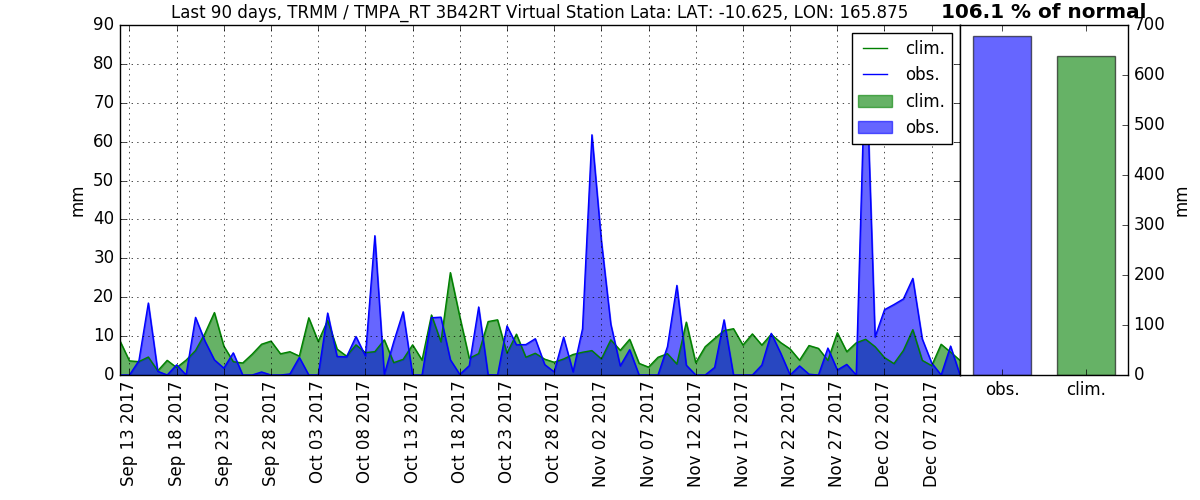 Last 90 days, TRMM / TMPA_RT 3B42RT Virtual Station Lata: LAT: -10.625, LON: 165.875
106.1 % of normal
90
80
70
60
50
40
30
20
10
0
mm
clim.
obs.
clim.
obs.
700
600
500
400
300
200
100
0
mm
obs.
clim.
Sep 13 2017
Sep 18 2017
Sep 23 2017
Sep 28 2017
Oct 03 2017
Oct 08 2017
Oct 13 2017
Oct 18 2017
Oct 23 2017
Oct 28 2017
Nov 02 2017
Nov 07 2017
Nov 12 2017
Nov 17 2017
Nov 22 2017
Nov 27 2017
Dec 02 2017
Dec 07 2017